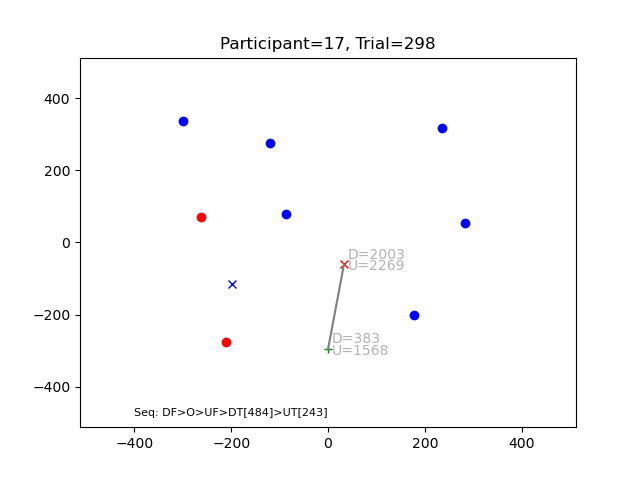 Participant=17, Trial=298
400
200
0
−200
−400
D=2003
U=2269
D=383
U=1568
Seq: DF>O>UF>DT[484]>UT[243]
−400
−200
0
200
400